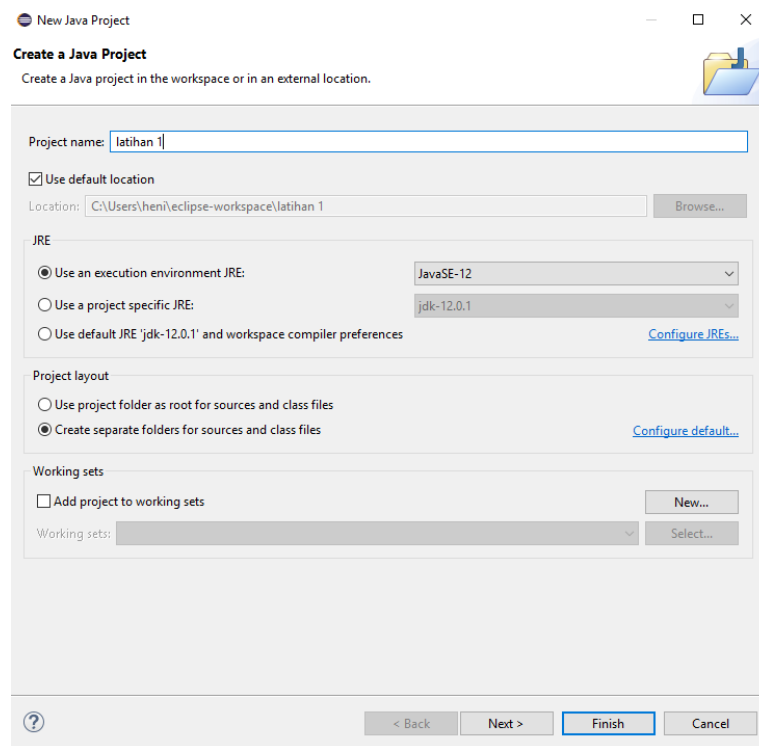 New Java Project
Create a Java Project
Create a Java project in the workspace or in an external location.
Project name: latihan 1
Use default location
Location: C:\Users\heni\eclipse-workspace\latihan 1 Browse...
JRE
Use an execution environment JRE: JavaSE-12
Use a project specific JRE: jdk-12.0.1
Use default JRE 'jdk-12.0.1' and workspace compiler preferences Configure JREs...
Project layout
Use project folder as root for sources and class files
Create separate folders for sources and class files Configure default...
Working sets
Add project to working sets New...
Working sets: Select...
? < Back Next > Finish Cancel